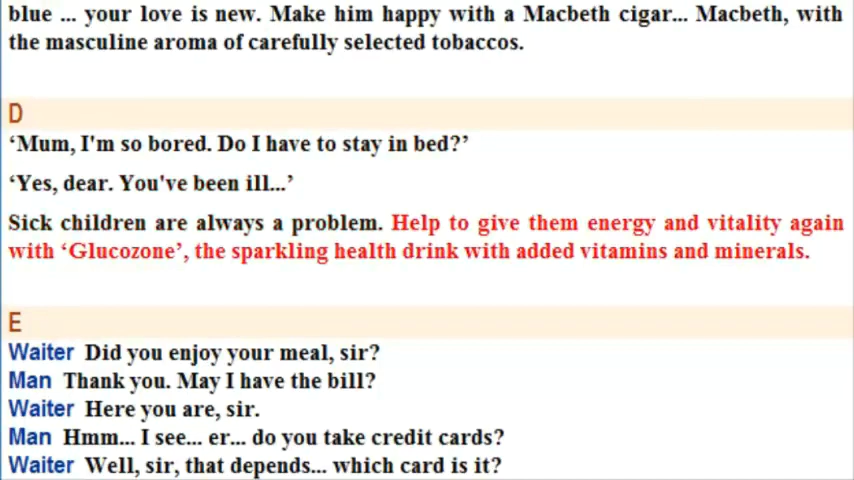 blue ... your love is new. Make him happy with a Macbeth cigar... Macbeth, with
the masculine aroma of carefully selected tobaccos.
D
‘Mum, I'm so bored. Do I have to stay in bed?’
‘Yes, dear. You've been ill...’
Sick children are always a problem. Help to give them energy and vitality again
with ‘Glucozone’, the sparkling health drink with added vitamins and minerals.
E
Waiter Did you enjoy your meal, sir?
Man Thank you. May I have the bill?
Waiter Here you are, sir.
Man Hmm... I see... er... do you take credit cards?
Waiter Well, sir, that depends... which card is it?